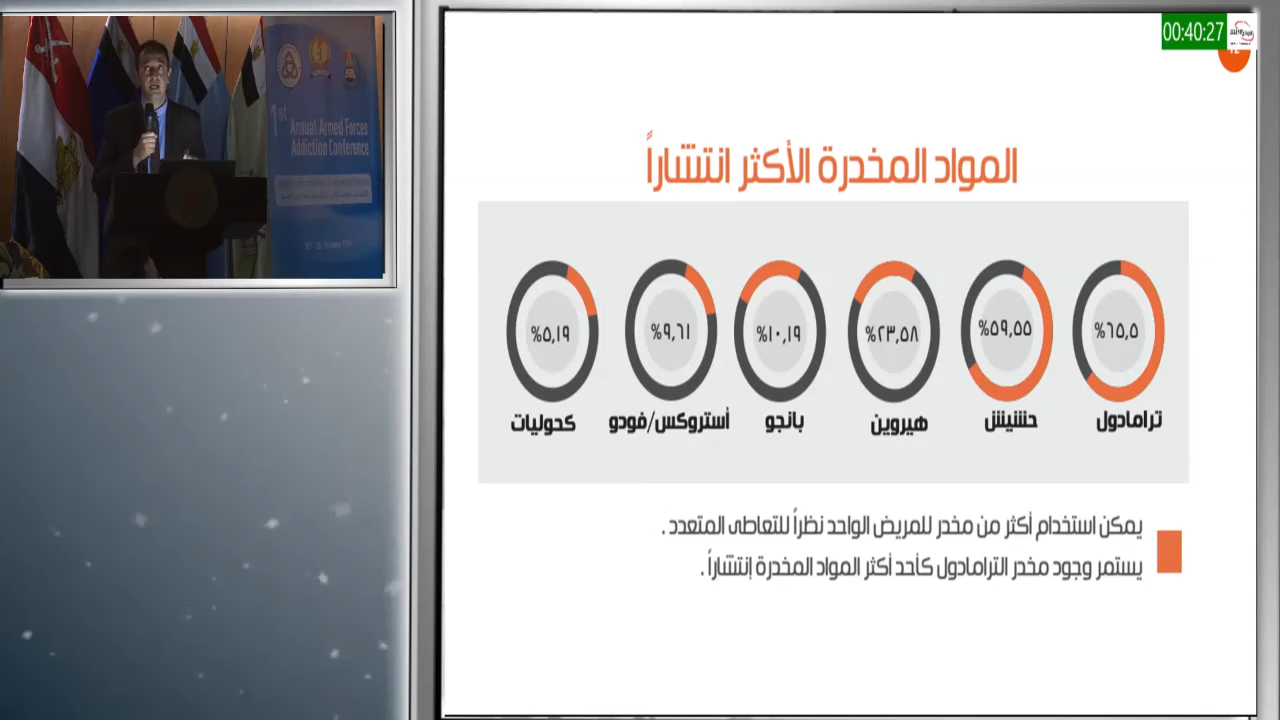 1st
Annual Armed Forces
Addiction Conference
00:40:27
المواد المخدرة الأكثر انتشاراً
%٦٥,٥
%٥٩,٥٥
%٢٣,٥٨
%١٠,١٩
%٩,٦١
%٥,١٩
ترامادول
حشيش
هيروين
بانجو
أستروكس/فودو
كحوليات
يمكن استخدام أكثر من مخدر للمريض الواحد نظراً للتعاطى المتعدد .
يستمر وجود مخدر الترامادول كأحد أكثر المواد المخدرة إنتشاراً .